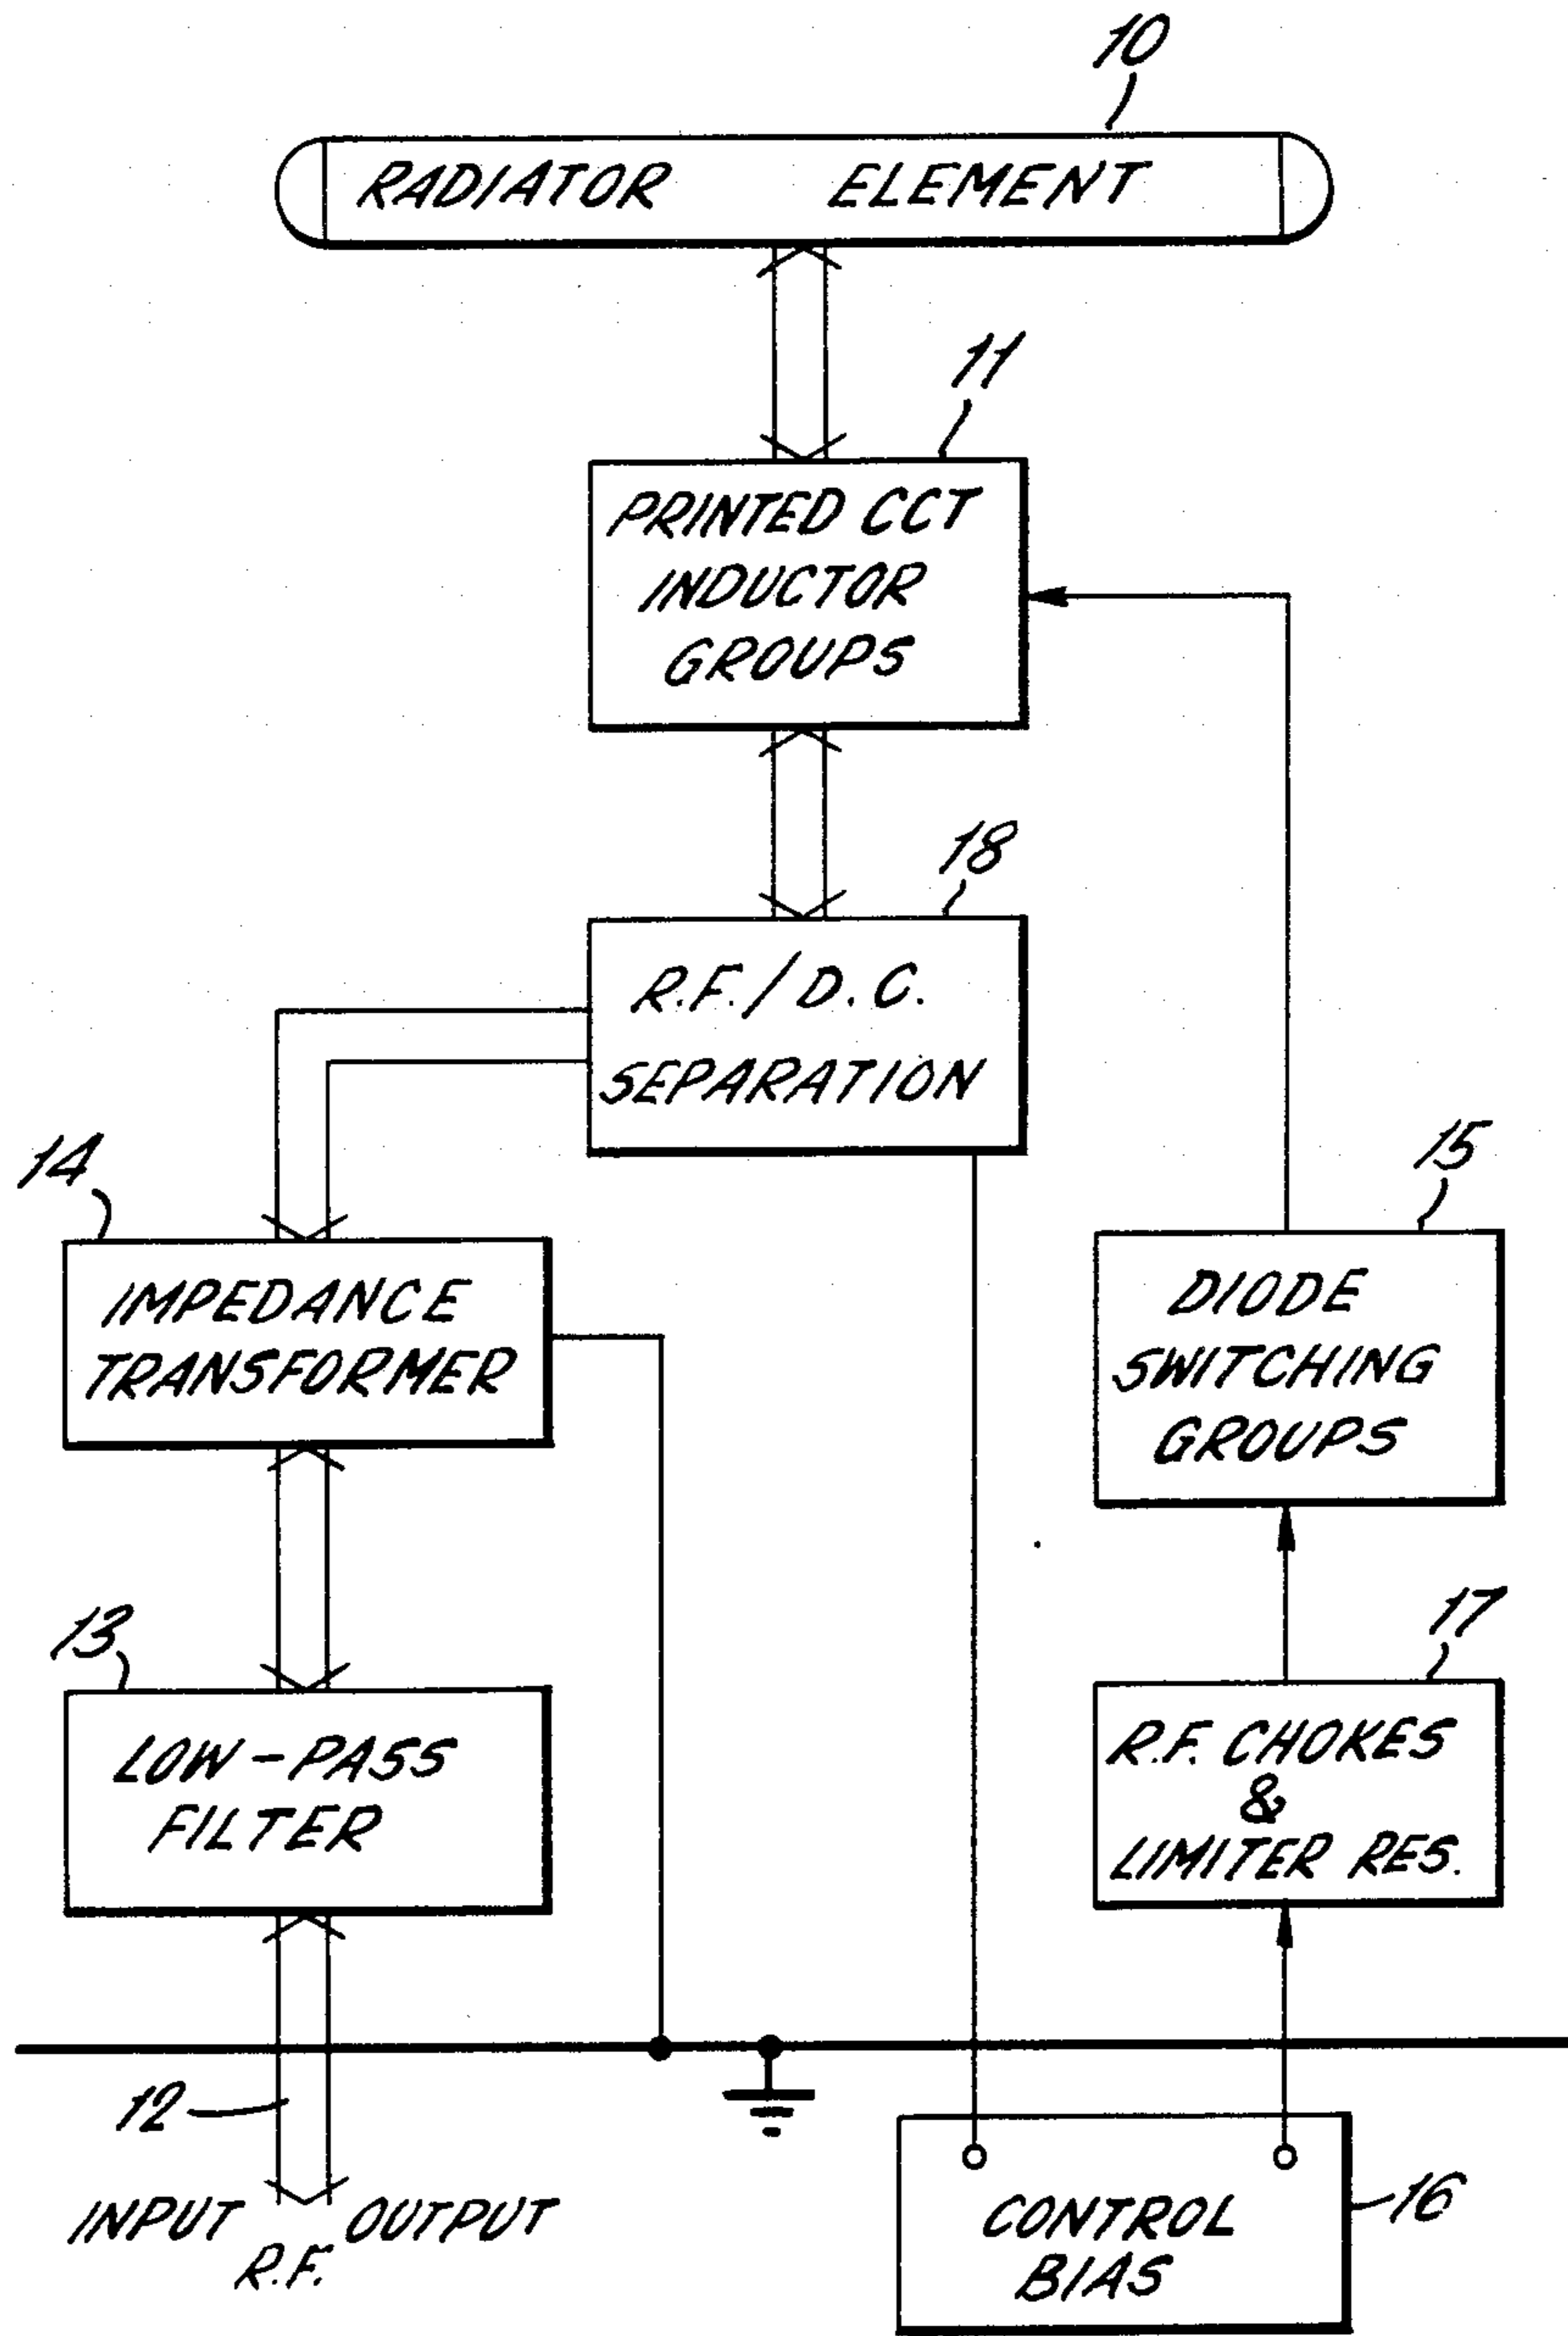 10
RADIATOR ELEMENT
11
PRINTED CCT
INDUCTOR
GROUPS
18
R.F./D.C.
SEPARATION
14
IMPEDANCE
TRANSFORMER
15
DIODE
SWITCHING
GROUPS
13
LOW-PASS
FILTER
17
R.F. CHOKES
&
LIMITER RES.
12
INPUT OUTPUT
R.F.
16
CONTROL
BIAS